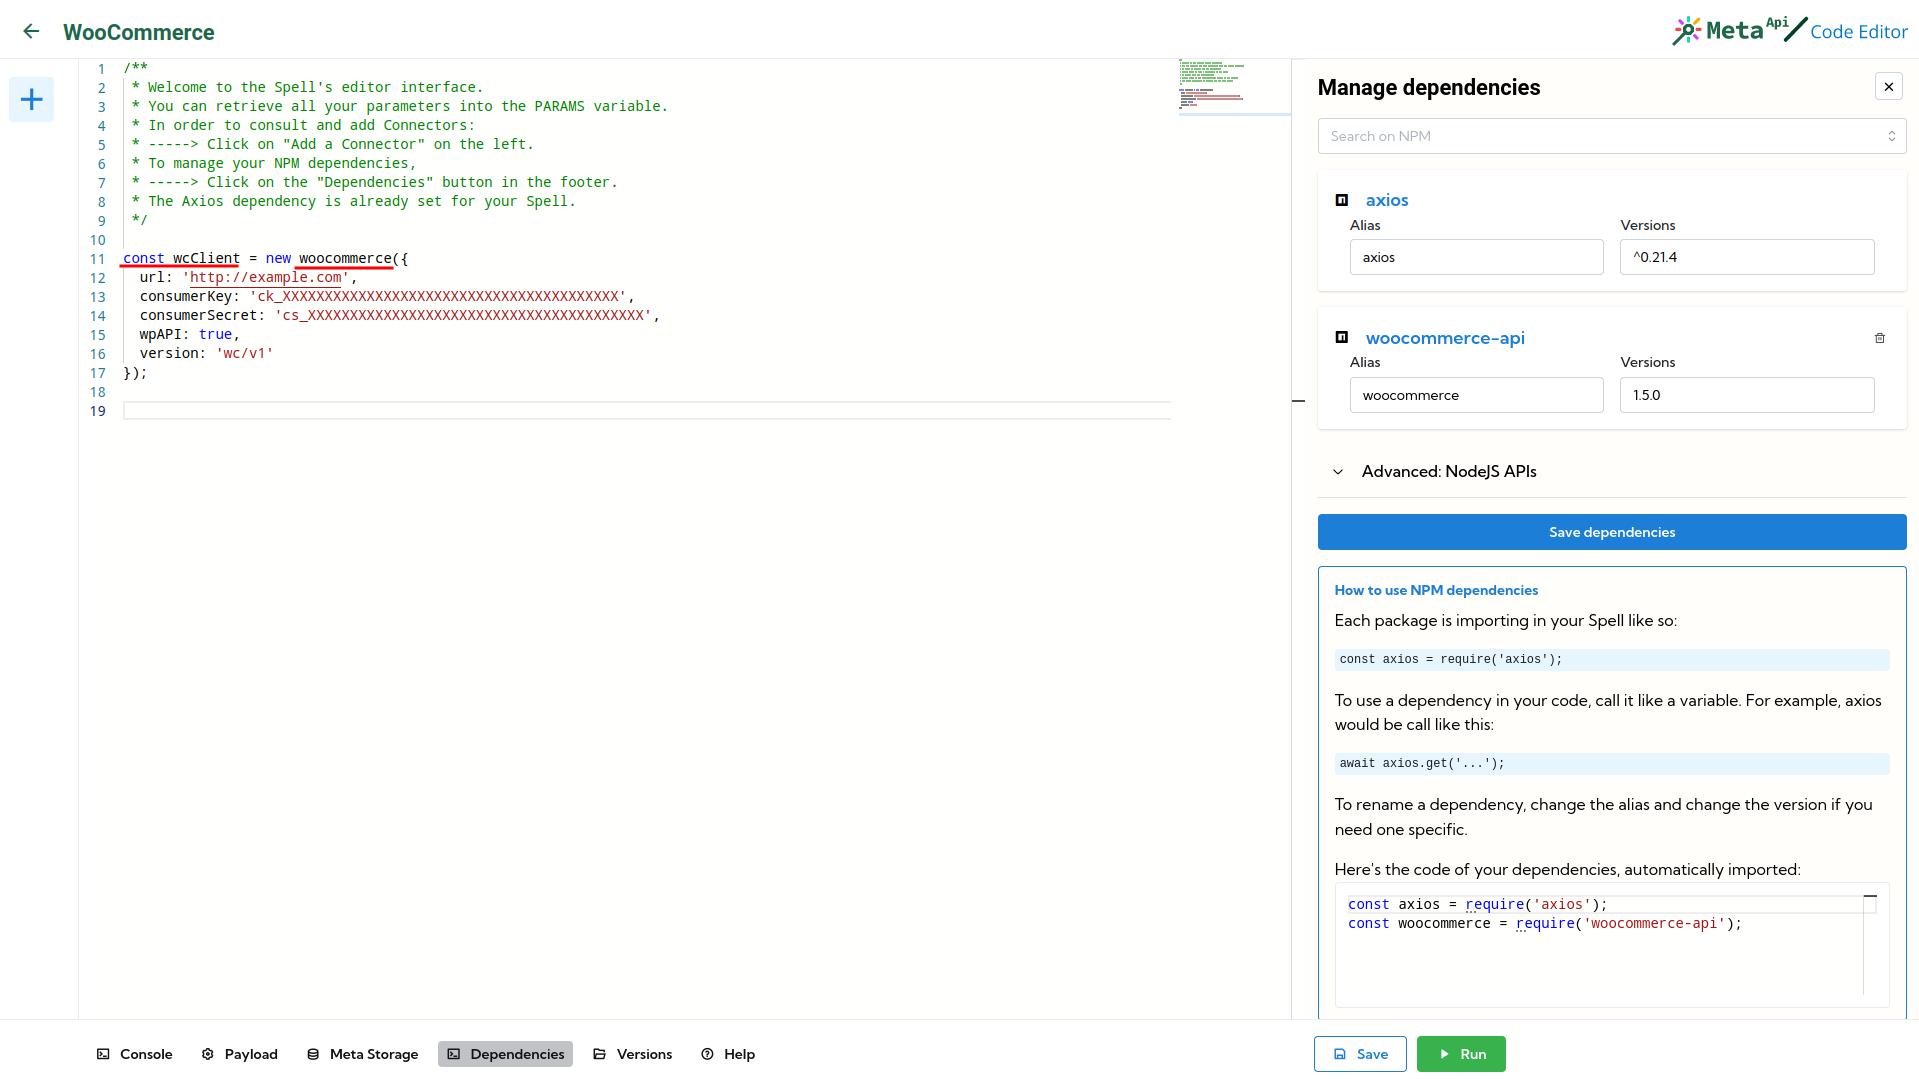 WooCommerce
Meta Api Code Editor
1 /**
2 * Welcome to the Spell's editor interface.
3 * You can retrieve all your parameters into the PARAMS variable.
4 * In order to consult and add Connectors:
5 * -----> Click on "Add a Connector" on the left.
6 * To manage your NPM dependencies,
7 * -----> Click on the "Dependencies" button in the footer.
8 * The Axios dependency is already set for your Spell.
9 */
10
11 const wcClient = new woocommerce({
12 url: 'http://example.com',
13 consumerKey: 'ck_XXXXXXXXXXXXXXXXXXXXXXXXXXXXXXXXXXXXXXXX',
14 consumerSecret: 'cs_XXXXXXXXXXXXXXXXXXXXXXXXXXXXXXXXXXXXXXXX',
15 wpAPI: true,
16 version: 'wc/v1'
17 });
18
19
Manage dependencies
Search on NPM
axios
Alias Versions
axios ^0.21.4
woocommerce-api
Alias Versions
woocommerce 1.5.0
Advanced: NodeJS APIs
Save dependencies
How to use NPM dependencies
Each package is importing in your Spell like so:
const axios = require('axios');
To use a dependency in your code, call it like a variable. For example, axios
would be call like this:
await axios.get('...');
To rename a dependency, change the alias and change the version if you
need one specific.
Here's the code of your dependencies, automatically imported:
const axios = require('axios');
const woocommerce = require('woocommerce-api');
Console Payload Meta Storage Dependencies Versions Help Save Run